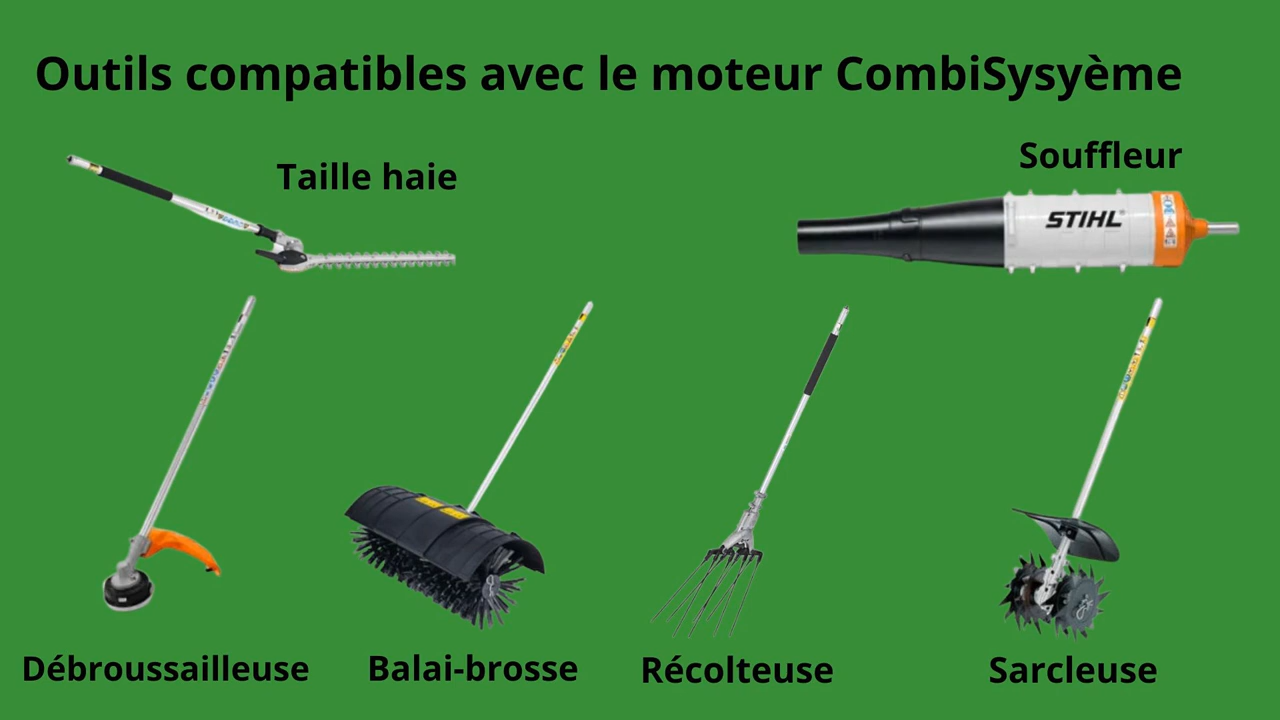 Outils compatibles avec le moteur CombiSysyème
Souffleur
Taille haie
STIHL
Débroussailleuse
Balai-brosse
Récolteuse
Sarcleuse